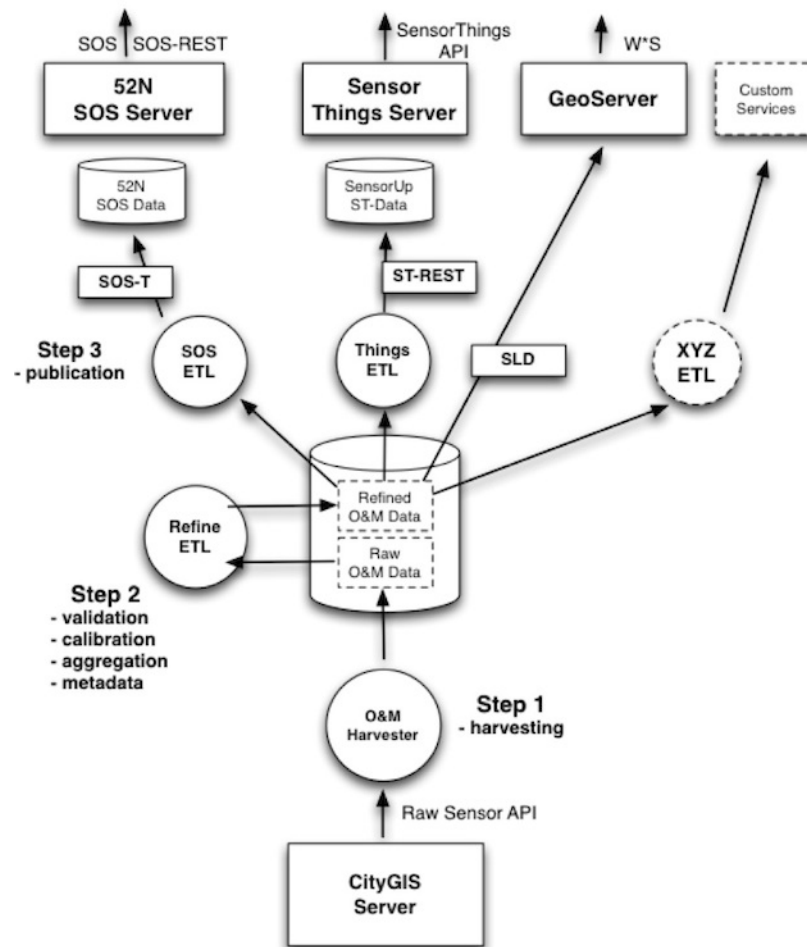 SOS
SOS-REST
SensorThings
API
W*S
52N
SOS Server
Sensor
Things Server
GeoServer
Custom
Services
52N
SOS Data
SensorUp
ST-Data
SOS-T
ST-REST
Step 3
- publication
SOS
ETL
Things
ETL
SLD
XYZ
ETL
Refined
O&M Data
Refine
ETL
Raw
O&M Data
Step 2
- validation
- calibration
- aggregation
- metadata
O&M
Harvester
Step 1
- harvesting
Raw Sensor API
CityGIS
Server